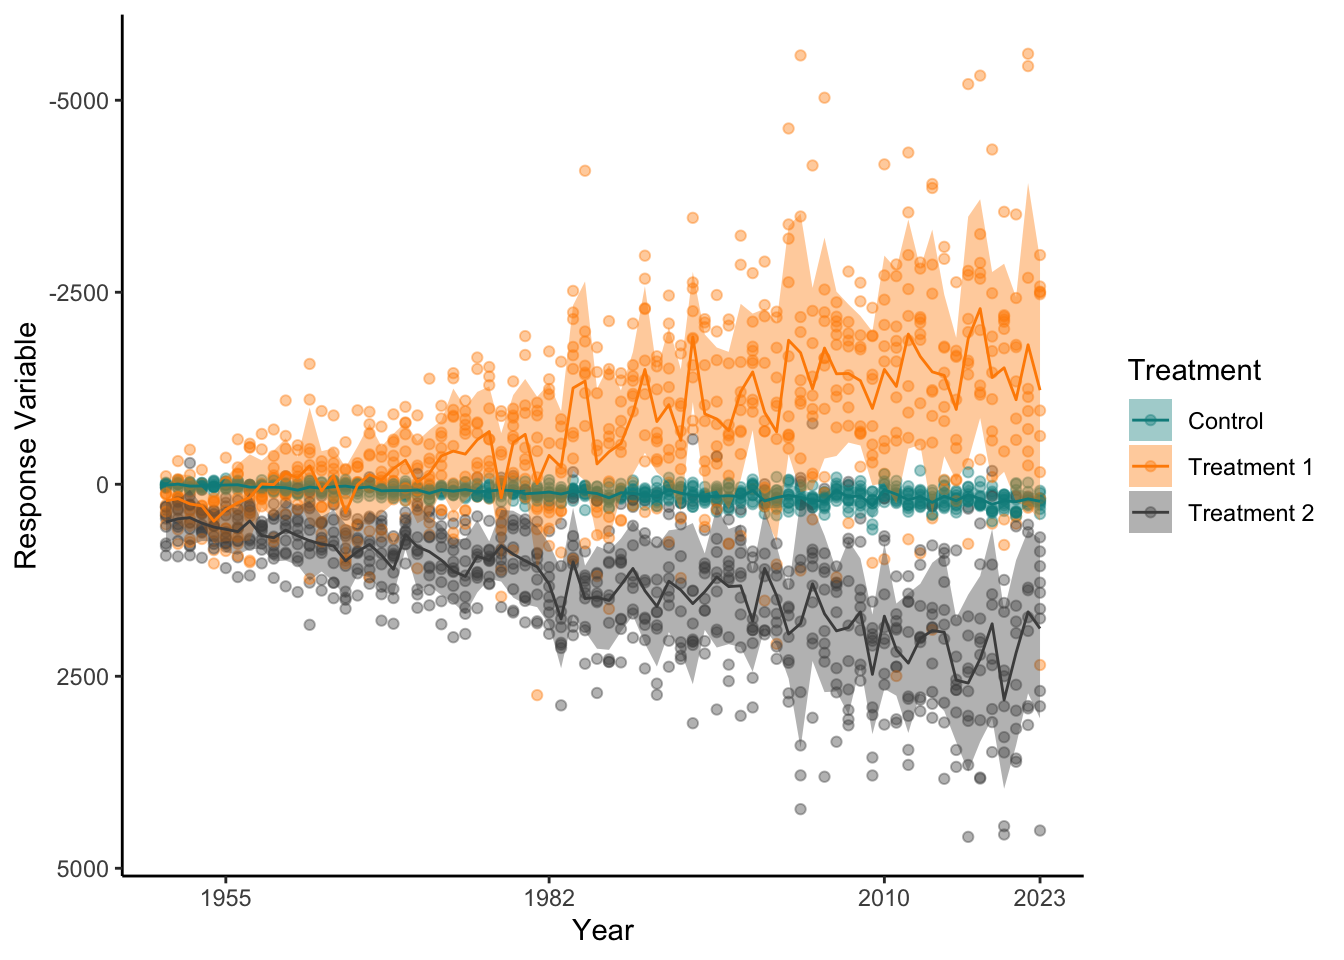 Response Variable
-5000
-2500
0
2500
5000
1955 1982 2010 2023
Year
Treatment
Control
Treatment 1
Treatment 2